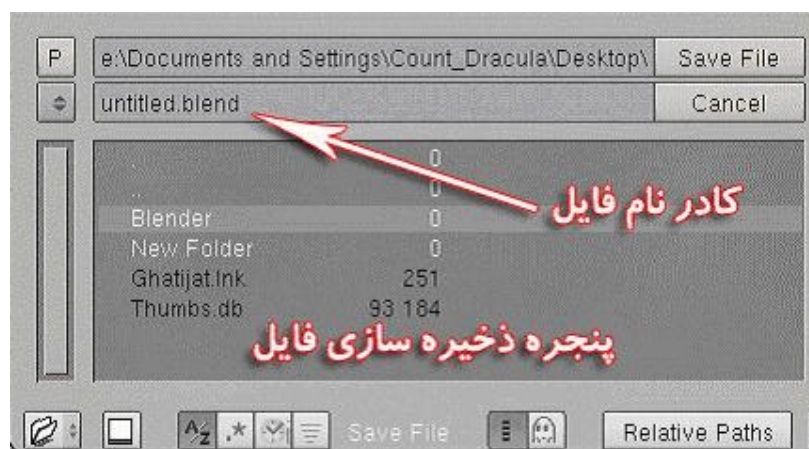 P e:\Documents and Settings\Count_Dracula\Desktop\ Save File
untitled.blend Cancel
. 0
.. 0
Blender 0
New Folder 0
Ghatijat.lnk 251
Thumbs.db 93 184
کادر نام فایل
پنجره ذخیره سازی فایل
A/Z .* Save File Relative Paths